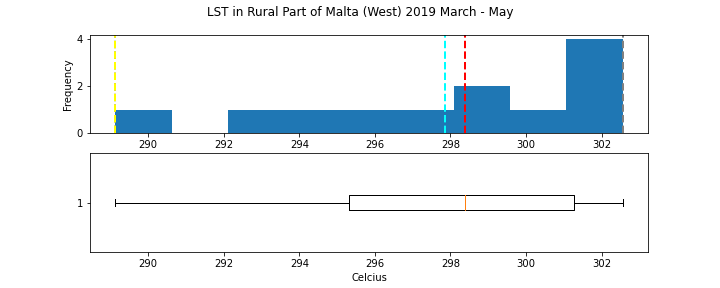 LST in Rural Part of Malta (West) 2019 March - May
4
2
0
Frequency
290 292 294 296 298 300 302
1
290 292 294 296 298 300 302
Celcius